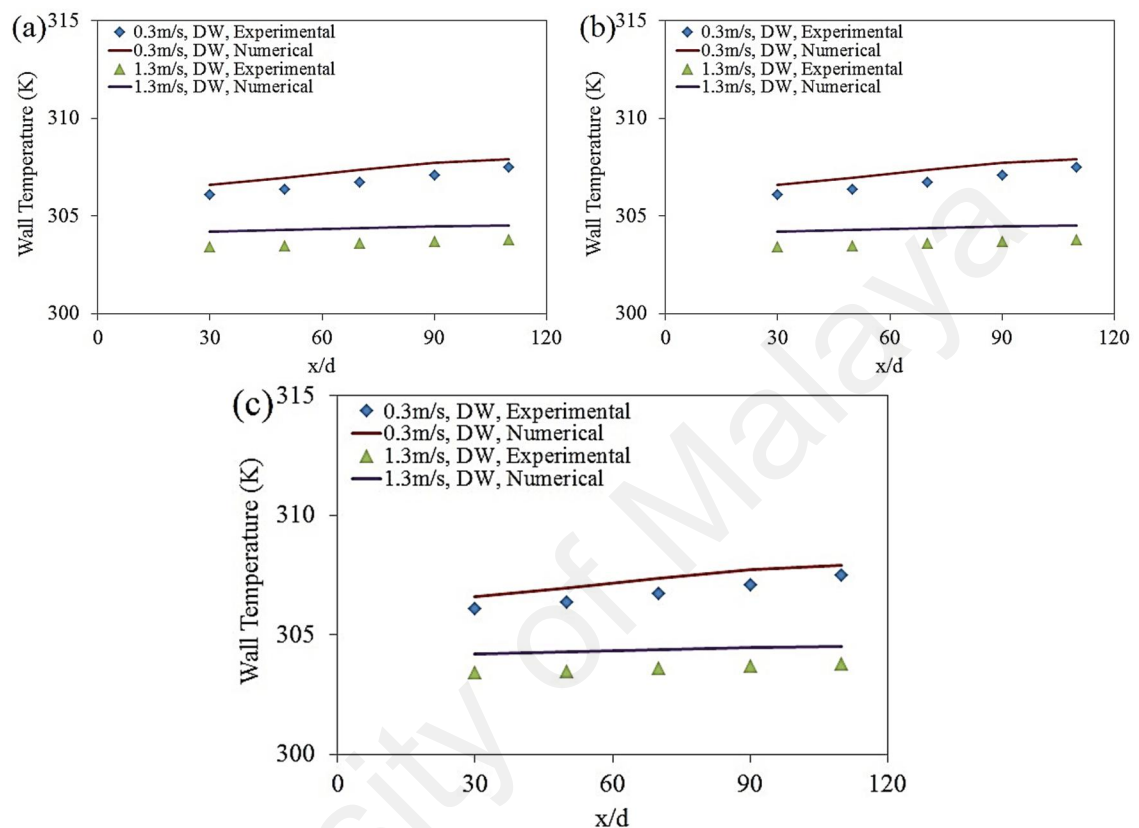 (a)
315
310
305
300
Wall Temperature (K)
0.3m/s, DW, Experimental
0.3m/s, DW, Numerical
1.3m/s, DW, Experimental
1.3m/s, DW, Numerical
0
30
60
90
120
x/d
(b)
315
310
305
300
Wall Temperature (K)
0.3m/s, DW, Experimental
0.3m/s, DW, Numerical
1.3m/s, DW, Experimental
1.3m/s, DW, Numerical
0
30
60
90
120
x/d
(c)
315
310
305
300
Wall Temperature (K)
0.3m/s, DW, Experimental
0.3m/s, DW, Numerical
1.3m/s, DW, Experimental
1.3m/s, DW, Numerical
0
30
60
90
120
x/d
sity of Malaya